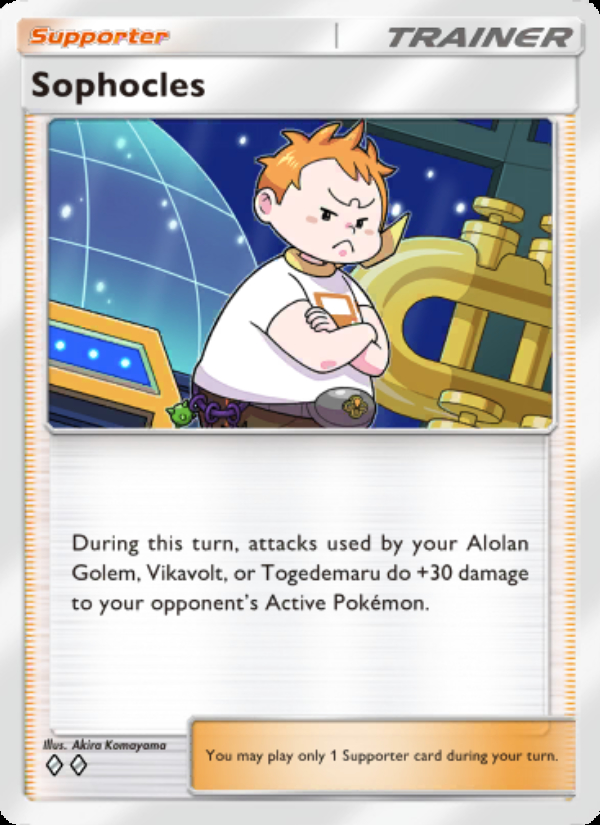 Supporter
TRAINER
Sophocles
During this turn, attacks used by your Alolan
Golem, Vikavolt, or Togedemaru do +30 damage
to your opponent's Active Pokémon.
Illus. Akira Komayama
You may play only 1 Supporter card during your turn.